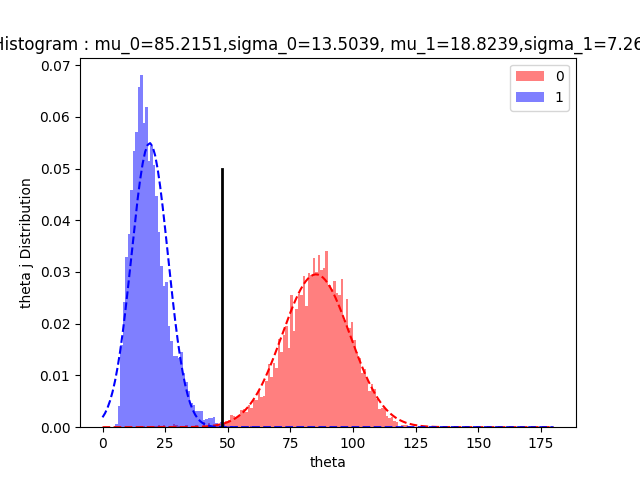 Histogram : mu_0=85.2151,sigma_0=13.5039, mu_1=18.8239,sigma_1=7.26
0
1
theta j Distribution
0.07
0.06
0.05
0.04
0.03
0.02
0.01
0.00
0 25 50 75 100 125 150 175
theta